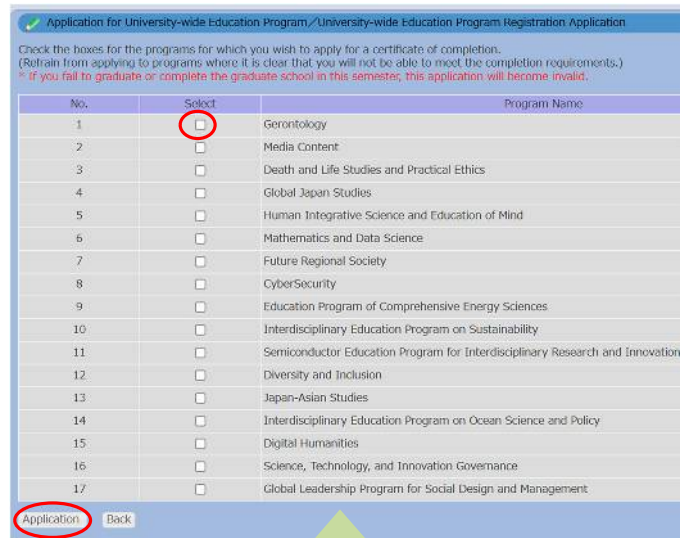 Application for University-wide Education Program／University-wide Education Program Registration Application
Check the boxes for the programs for which you wish to apply for a certificate of completion.
(Refrain from applying to programs where it is clear that you will not be able to meet the completion requirements.)
* If you fail to graduate or complete the graduate school in this semester, this application will become invalid.
No. Select Program Name
1 Gerontology
2 Media Content
3 Death and Life Studies and Practical Ethics
4 Global Japan Studies
5 Human Integrative Science and Education of Mind
6 Mathematics and Data Science
7 Future Regional Society
8 CyberSecurity
9 Education Program of Comprehensive Energy Sciences
10 Interdisciplinary Education Program on Sustainability
11 Semiconductor Education Program for Interdisciplinary Research and Innovation
12 Diversity and Inclusion
13 Japan-Asian Studies
14 Interdisciplinary Education Program on Ocean Science and Policy
15 Digital Humanities
16 Science, Technology, and Innovation Governance
17 Global Leadership Program for Social Design and Management
Application Back